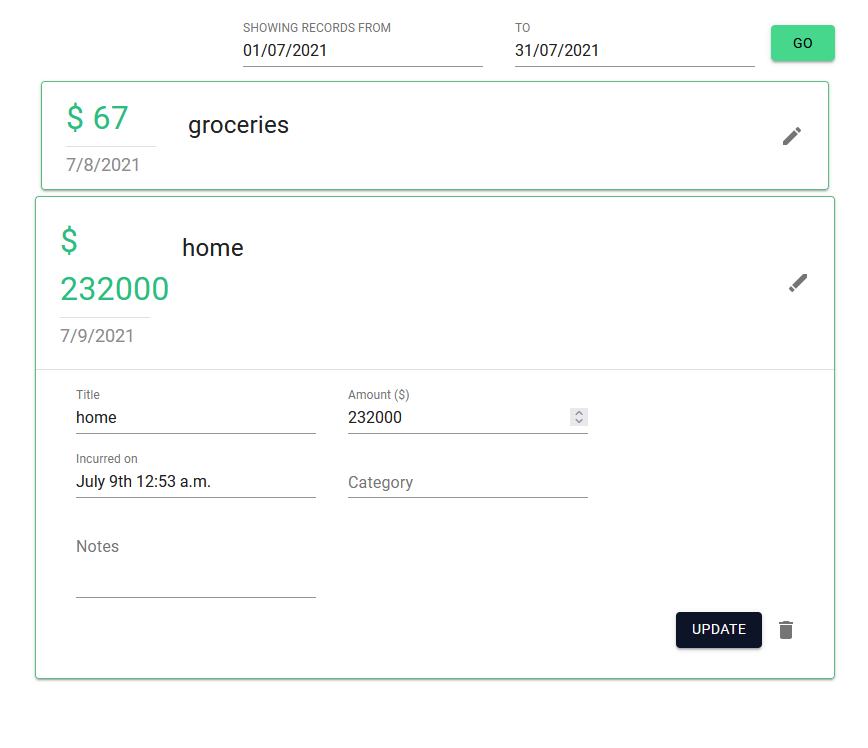 SHOWING RECORDS FROM
01/07/2021
TO
31/07/2021
GO
$ 67
groceries
7/8/2021
$
232000
home
7/9/2021
Title
home
Amount ($)
232000
Incurred on
July 9th 12:53 a.m.
Category
Notes
UPDATE